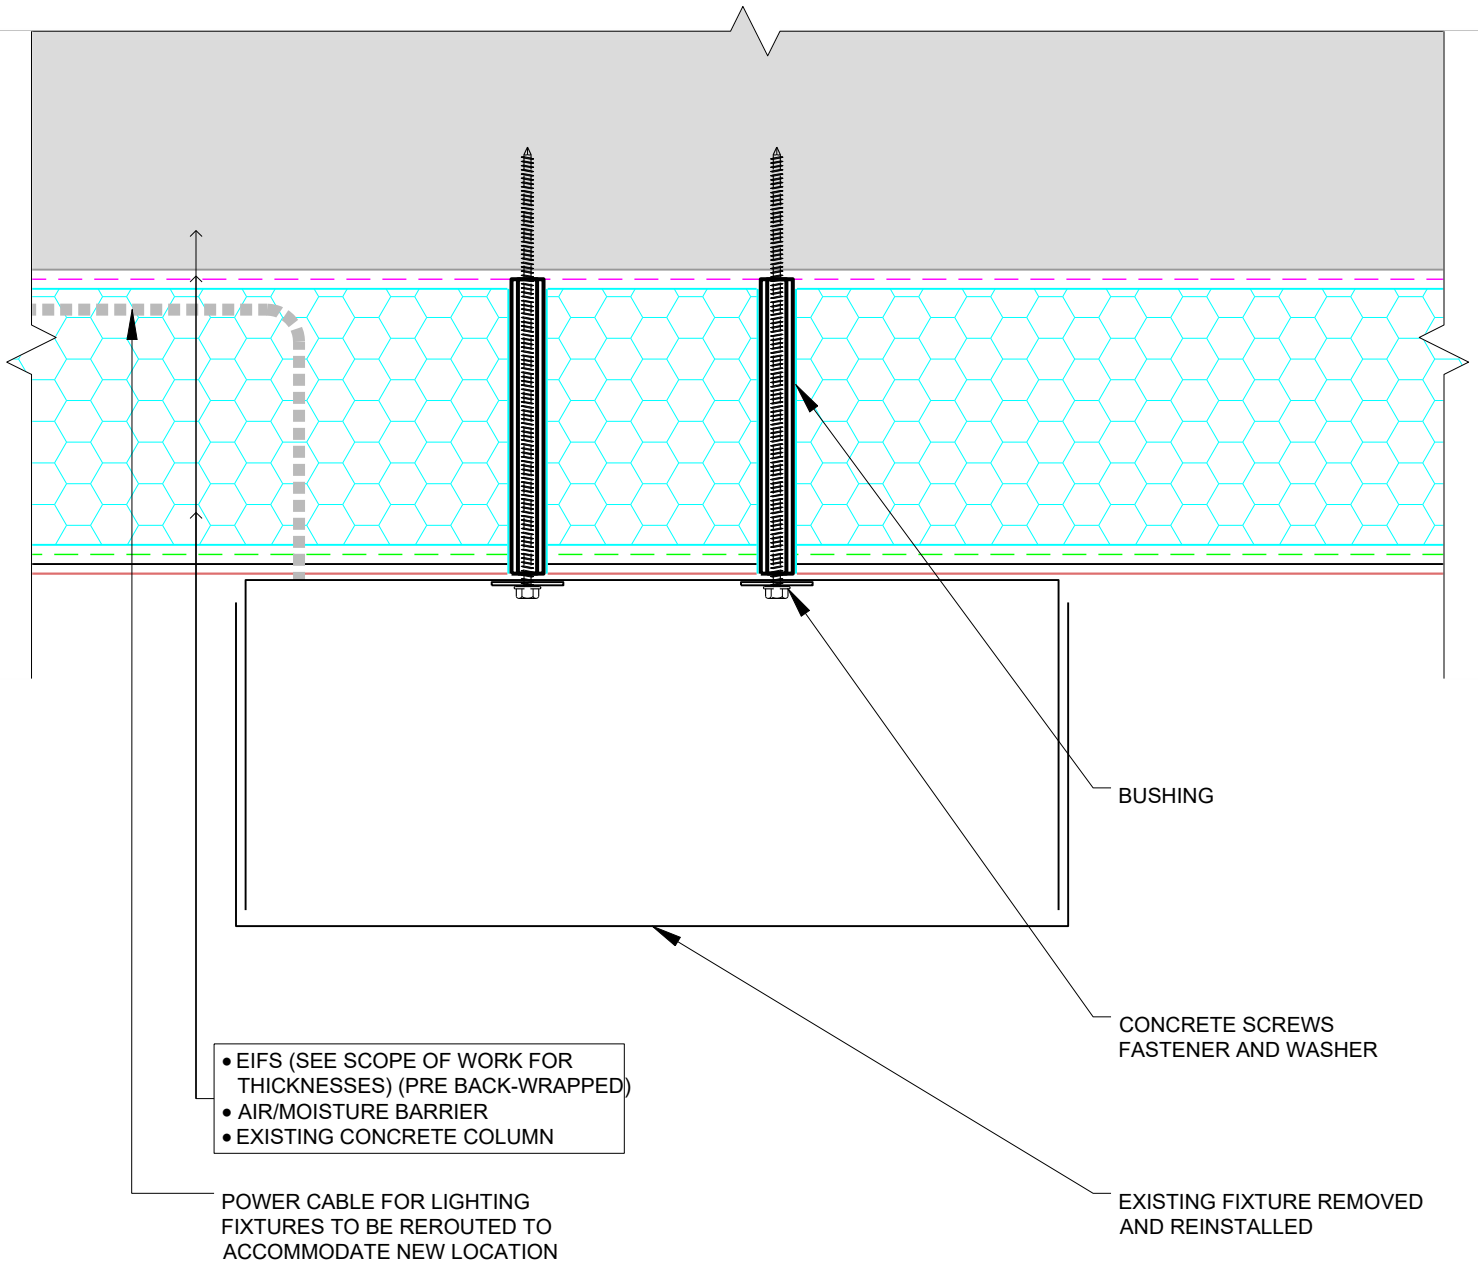 BUSHING
CONCRETE SCREWS
FASTENER AND WASHER
• EIFS (SEE SCOPE OF WORK FOR
THICKNESSES) (PRE BACK-WRAPPED)
• AIR/MOISTURE BARRIER
• EXISTING CONCRETE COLUMN
POWER CABLE FOR LIGHTING
FIXTURES TO BE REROUTED TO
ACCOMMODATE NEW LOCATION
EXISTING FIXTURE REMOVED
AND REINSTALLED